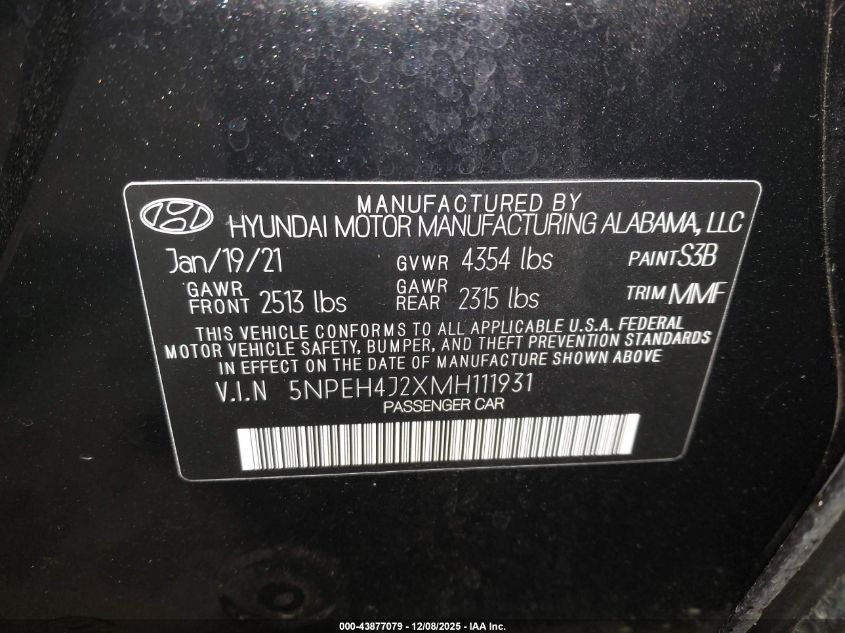 MANUFACTURED BY
HYUNDAI MOTOR MANUFACTURING ALABAMA, LLC
Jan/19/21 GVWR 4354 lbs PAINT S3B
GAWR FRONT 2513 lbs GAWR REAR 2315 lbs TRIM MMF
THIS VEHICLE CONFORMS TO ALL APPLICABLE U.S.A. FEDERAL
MOTOR VEHICLE SAFETY, BUMPER, AND THEFT PREVENTION STANDARDS
IN EFFECT ON THE DATE OF MANUFACTURE SHOWN ABOVE
V.I.N 5NPEH4J2XMH111931
PASSENGER CAR
000-43877079 - 12/08/2025 - IAA Inc.